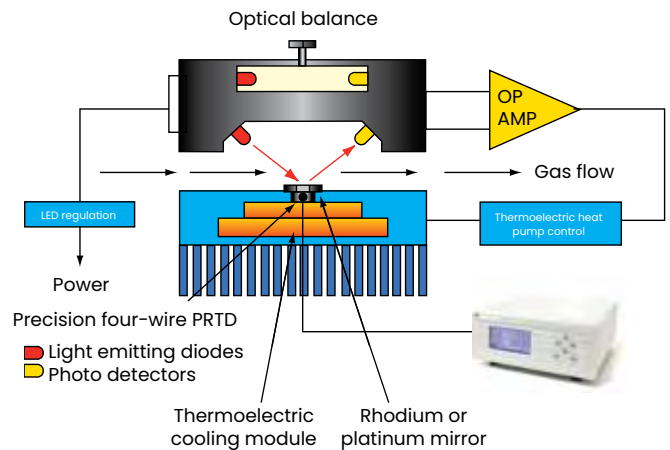 Optical balance
OP
AMP
Gas flow
LED regulation
Thermoelectric heat
pump control
Power
Precision four-wire PRTD
Light emitting diodes
Photo detectors
Thermoelectric
cooling module
Rhodium or
platinum mirror